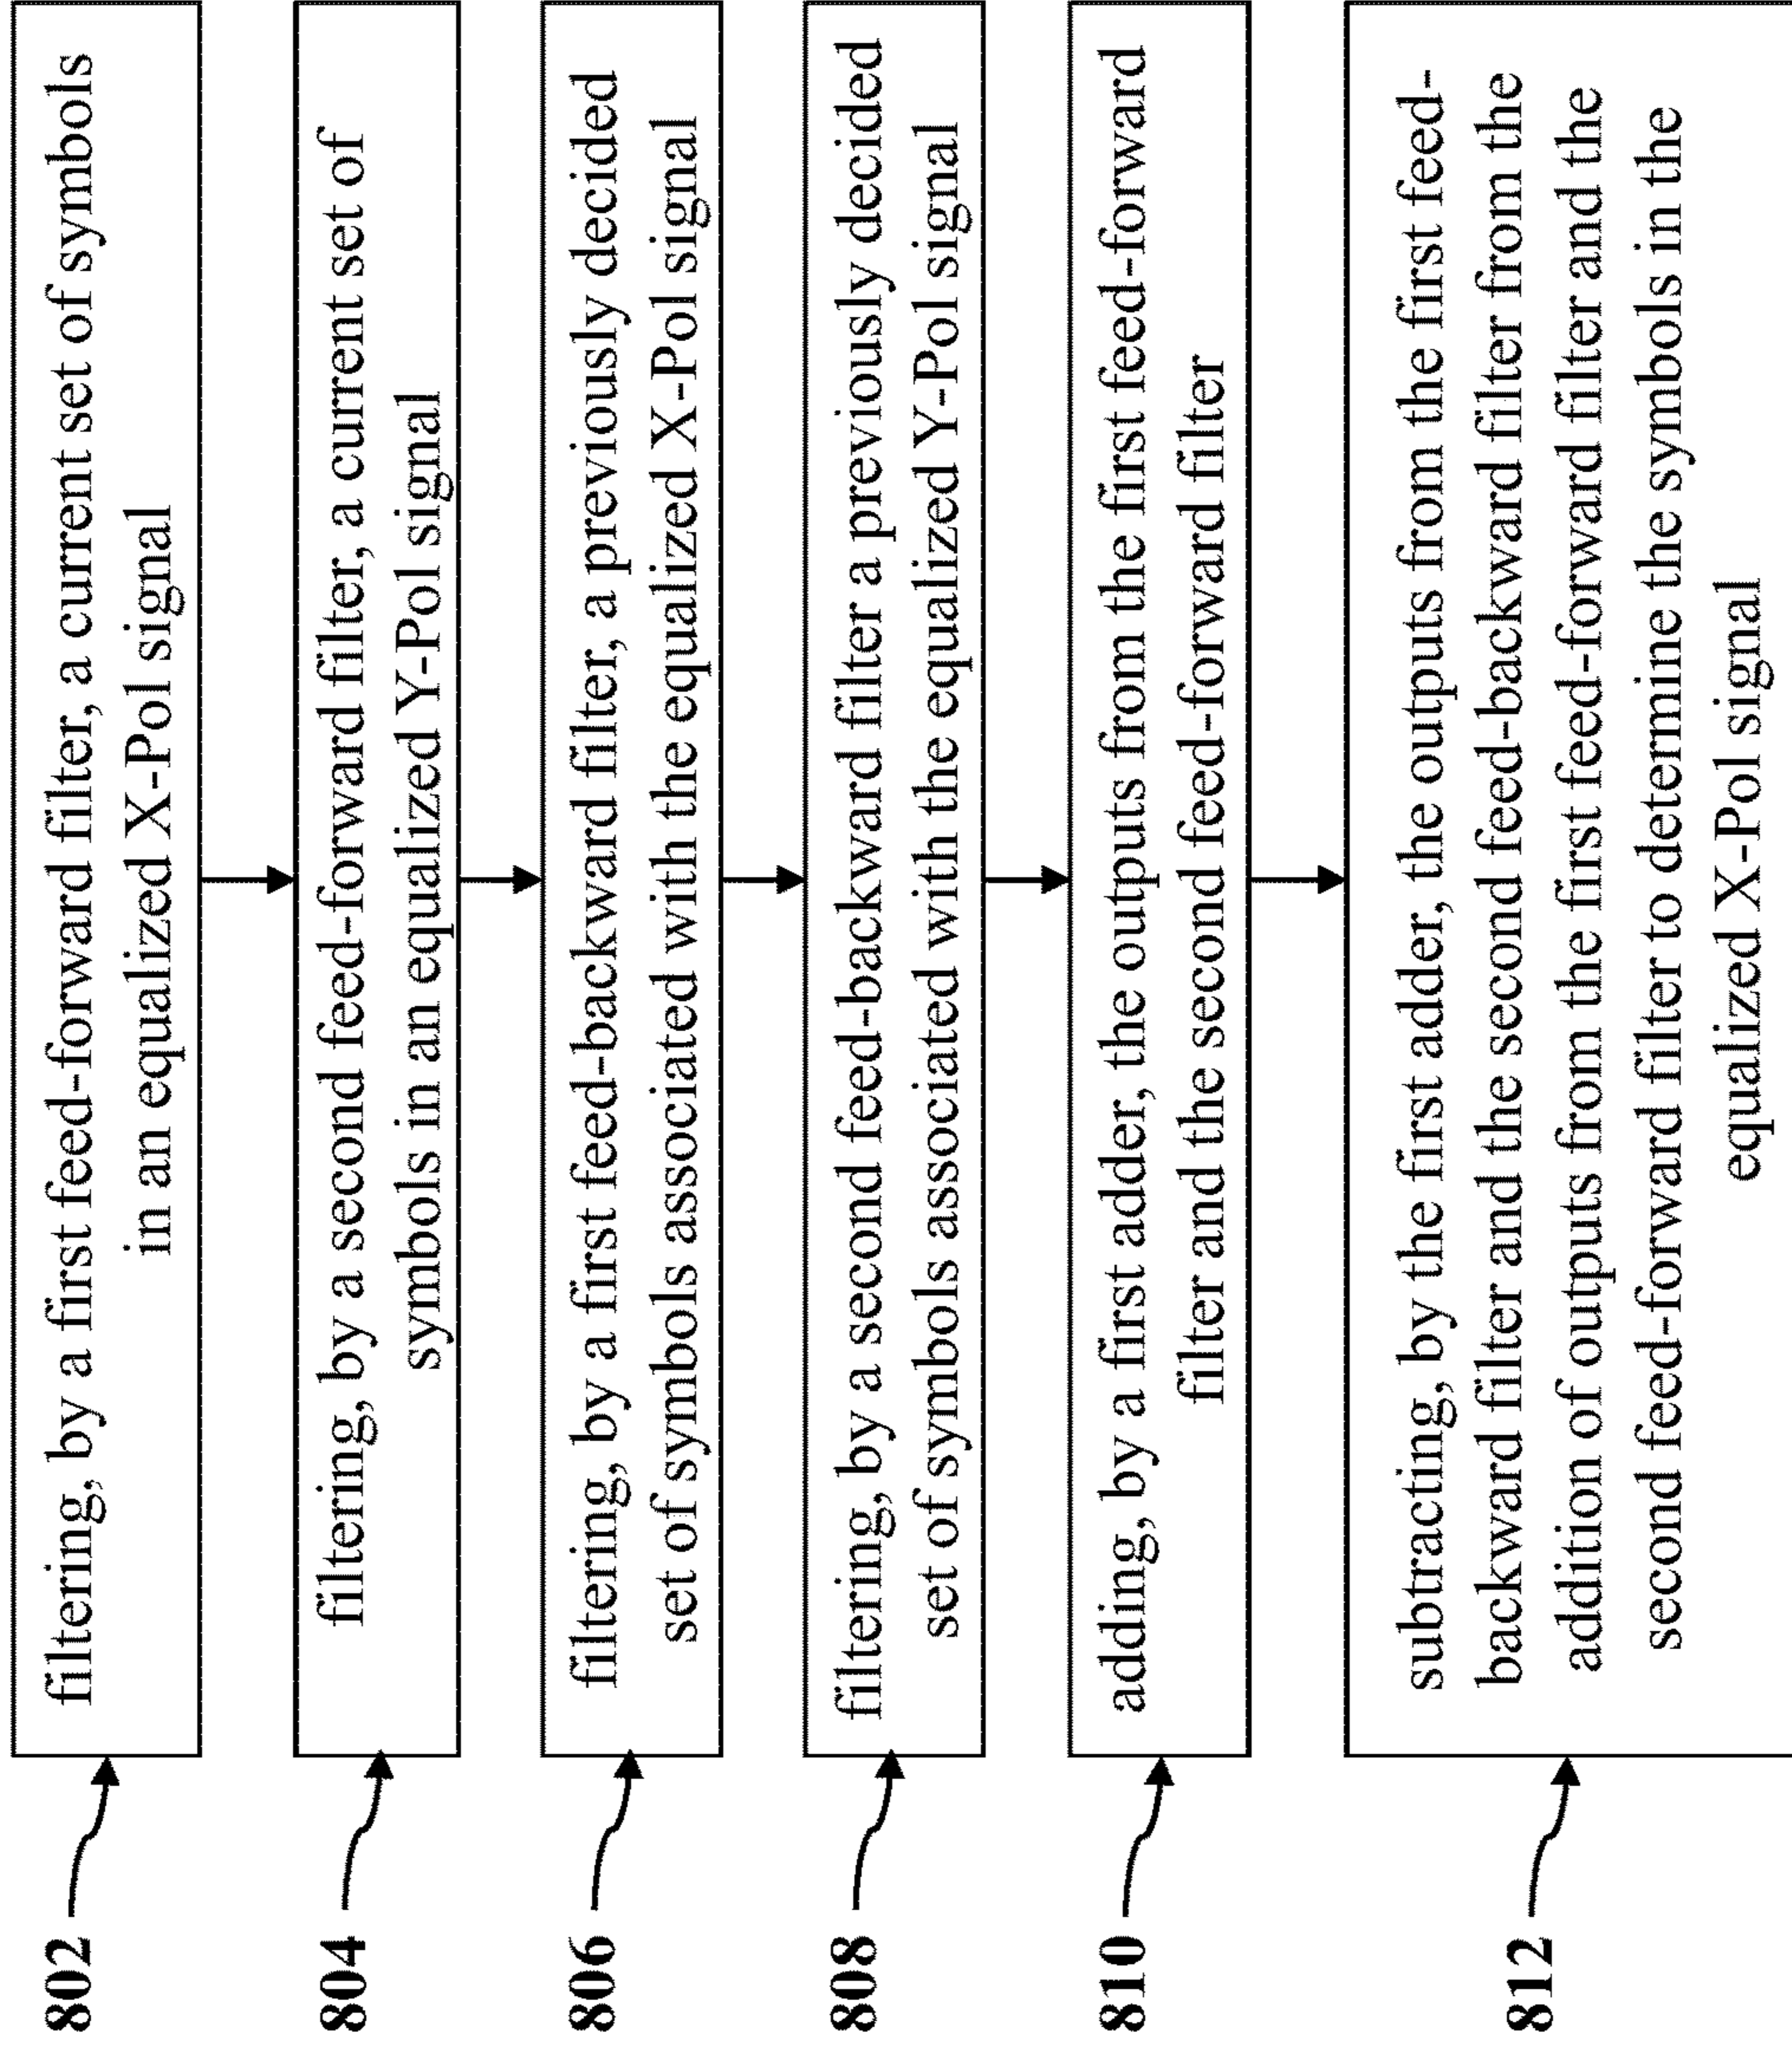 802
filtering, by a first feed-forward filter, a current set of symbols
in an equalized X-Pol signal
804
filtering, by a second feed-forward filter, a current set of
symbols in an equalized Y-Pol signal
806
filtering, by a first feed-backward filter, a previously decided
set of symbols associated with the equalized X-Pol signal
808
filtering, by a second feed-backward filter a previously decided
set of symbols associated with the equalized Y-Pol signal
810
adding, by a first adder, the outputs from the first feed-forward
filter and the second feed-forward filter
812
subtracting, by the first adder, the outputs from the first feed-
backward filter and the second feed-backward filter from the
addition of outputs from the first feed-forward filter and the
second feed-forward filter to determine the symbols in the
equalized X-Pol signal